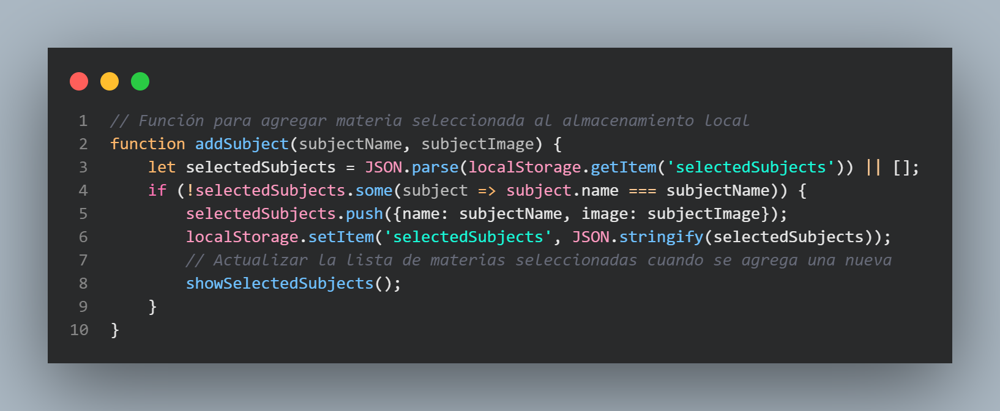 1 // Función para agregar materia seleccionada al almacenamiento local
2 function addSubject(subjectName, subjectImage) {
3     let selectedSubjects = JSON.parse(localStorage.getItem('selectedSubjects')) || [];
4     if (!selectedSubjects.some(subject => subject.name === subjectName)) {
5         selectedSubjects.push({name: subjectName, image: subjectImage});
6         localStorage.setItem('selectedSubjects', JSON.stringify(selectedSubjects));
7         // Actualizar la lista de materias seleccionadas cuando se agrega una nueva
8         showSelectedSubjects();
9     }
10 }